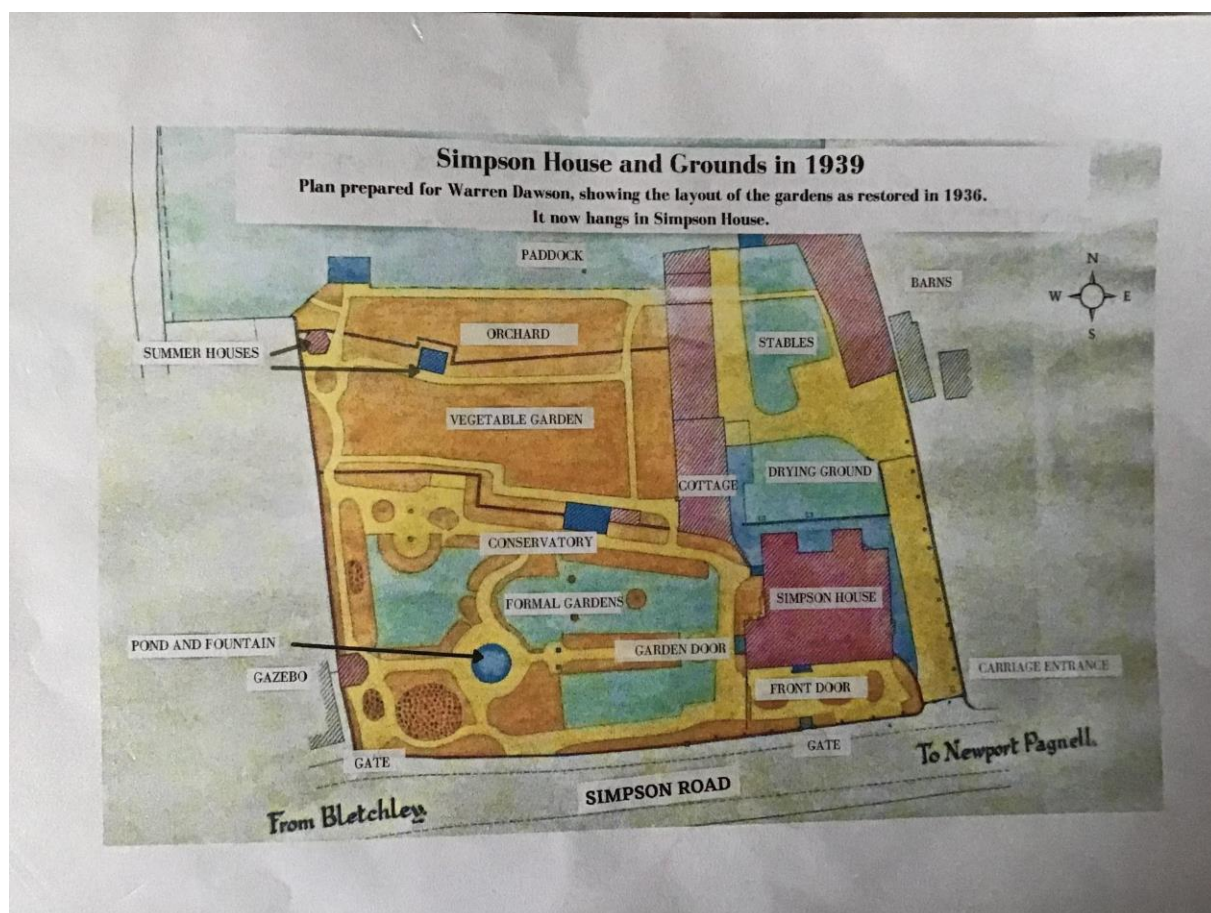 Simpson House and Grounds in 1939
Plan prepared for Warren Dawson, showing the layout of the gardens as restored in 1936.
It now hangs in Simpson House.
PADDOCK
N
W E
S
BARNS
ORCHARD
STABLES
SUMMER HOUSES
VEGETABLE GARDEN
DRYING GROUND
COTTAGE
CONSERVATORY
FORMAL GARDENS
SIMPSON HOUSE
POND AND FOUNTAIN
GARDEN DOOR
CARRIAGE ENTRANCE
GAZEBO
FRONT DOOR
GATE
GATE
To Newport Pagnell.
SIMPSON ROAD
From Bletchley.